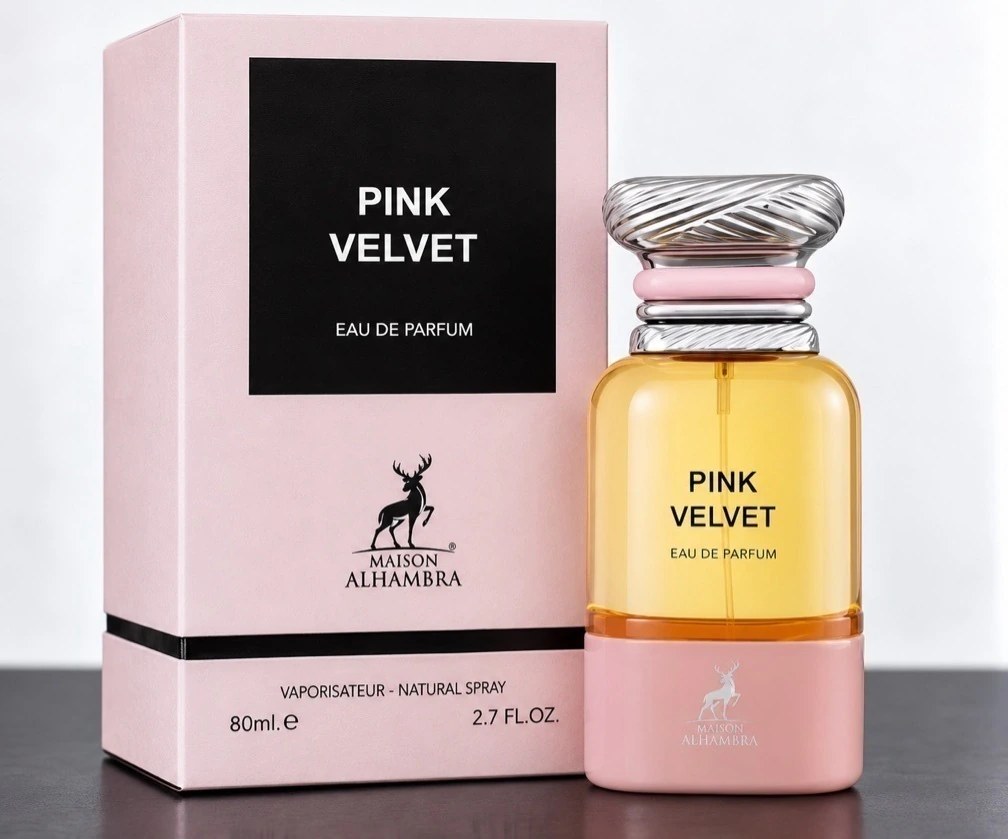 PINK
VELVET
EAU DE PARFUM
MAISON
ALHAMBRA
®
VAPORISATEUR - NATURAL SPRAY
80ml.e 2.7 FL.OZ.
PINK
VELVET
EAU DE PARFUM
MAISON
ALHAMBRA